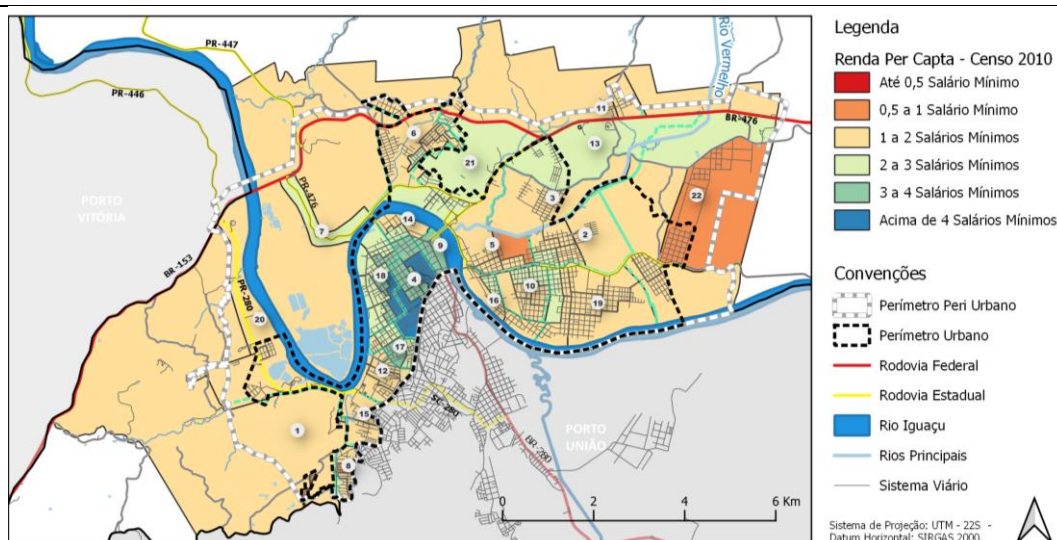 PR-447
PR-446
Rio Vermelho
BR-476
PORTO
VITÓRIA
PR-476
BR-153
PR-280
SC-280
BR-280
PORTO
UNIÃO
11
6
13
21
22
3
7
14
2
9
5
18
4
10
16
19
20
17
12
15
1
8
0 2 4 6 Km
Legenda
Renda Per Capta - Censo 2010
Até 0,5 Salário Mínimo
0,5 a 1 Salário Mínimo
1 a 2 Salários Mínimos
2 a 3 Salários Mínimos
3 a 4 Salários Mínimos
Acima de 4 Salários Mínimos
Convenções
Perímetro Peri Urbano
Perímetro Urbano
Rodovia Federal
Rodovia Estadual
Rio Iguaçu
Rios Principais
Sistema Viário
Sistema de Projeção: UTM - 22S -
Datum Horizontal: SIRGAS 2000